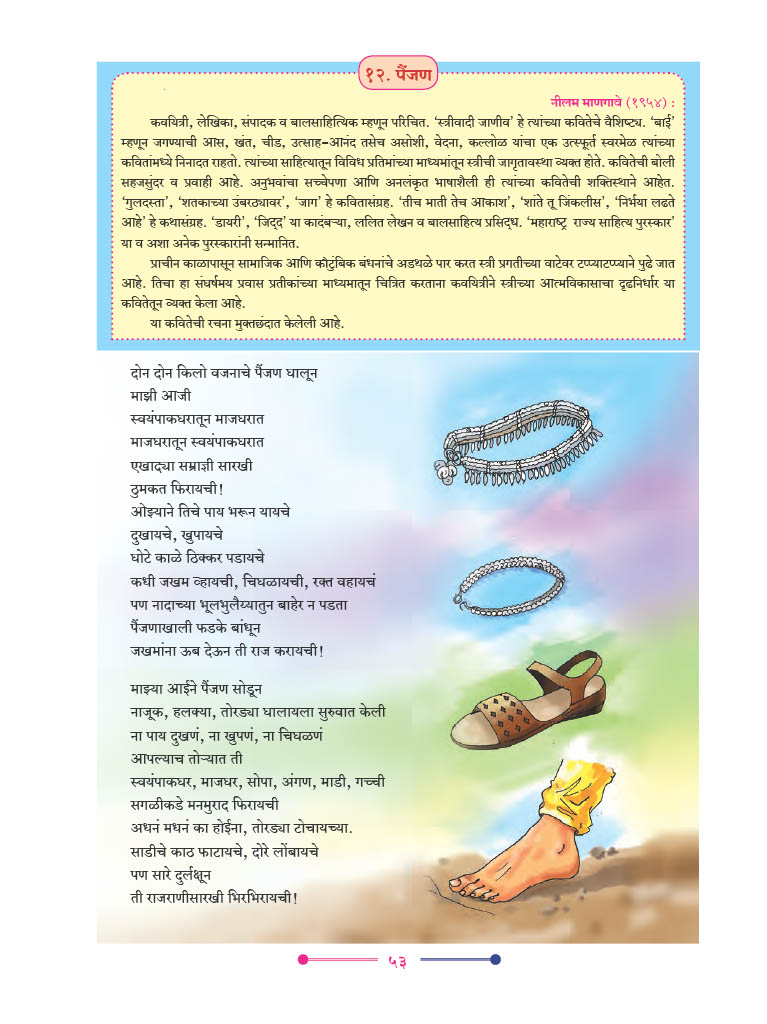 १२. पैंजण
नीलम माणगावे (१९५४) :
कवयित्री, लेखिका, संपादक व बालसाहित्यिक म्हणून परिचित. ‘स्त्रीवादी जाणीव’ हे त्यांच्या कवितेचे वैशिष्ट्य. ‘बाई’
म्हणून जगण्याची आस, खंत, चीड, उत्साह-आनंद तसेच असोशी, वेदना, कल्लोळ यांचा एक उत्स्फूर्त स्वरमेळ त्यांच्या
कवितांमध्ये निनादत राहतो. त्यांच्या साहित्यातून विविध प्रतिमांच्या माध्यमांतून स्त्रीची जागृतावस्था व्यक्त होते. कवितेची बोली
सहजसुंदर व प्रवाही आहे. अनुभवांचा सच्चेपणा आणि अनलंकृत भाषाशैली ही त्यांच्या कवितेची शक्तिस्थाने आहेत.
‘गुलदस्ता’, ‘शतकाच्या उंबरठ्यावर’, ‘जाग’ हे कवितासंग्रह. ‘तीच माती तेच आकाश’, ‘शांते तू जिंकलीस’, ‘निर्भया लढते
आहे’ हे कथासंग्रह. ‘डायरी’, ‘जिद्द’ या कादंबऱ्या, ललित लेखन व बालसाहित्य प्रसिद्ध. ‘महाराष्ट्र राज्य साहित्य पुरस्कार’
या व अशा अनेक पुरस्कारांनी सन्मानित.
प्राचीन काळापासून सामाजिक आणि कौटुंबिक बंधनांचे अडथळे पार करत स्त्री प्रगतीच्या वाटेवर टप्प्याटप्प्याने पुढे जात
आहे. तिचा हा संघर्षमय प्रवास प्रतीकांच्या माध्यमातून चित्रित करताना कवयित्रीने स्त्रीच्या आत्मविकासाचा दृढनिर्धार या
कवितेतून व्यक्त केला आहे.
या कवितेची रचना मुक्तछंदात केलेली आहे.
दोन दोन किलो वजनाचे पैंजण घालून
माझी आजी
स्वयंपाकघरातून माजघरात
माजघरातून स्वयंपाकघरात
एखाद्या सम्राज्ञी सारखी
ठुमकत फिरायची!
ओझ्याने तिचे पाय भरून यायचे
दुखायचे, खुपायचे
घोटे काळे ठिक्कर पडायचे
कधी जखम व्हायची, चिघळायची, रक्त वहायचं
पण नादाच्या भूलभुलैय्यातुन बाहेर न पडता
पैंजणाखाली फडके बांधून
जखमांना ऊब देऊन ती राज करायची!
माझ्या आईने पैंजण सोडून
नाजूक, हलक्या, तोरड्या घालायला सुरुवात केली
ना पाय दुखणं, ना खुपणं, ना चिघळणं
आपल्याच तोऱ्यात ती
स्वयंपाकघर, माजघर, सोपा, अंगण, माडी, गच्ची
सगळीकडे मनमुराद फिरायची
अधनं मधनं का होईना, तोरड्या टोचायच्या.
साडीचे काठ फाटायचे, दोरे लोंबायचे
पण सारे दुर्लक्षून
ती राजराणीसारखी भिरभिरायची!
५३